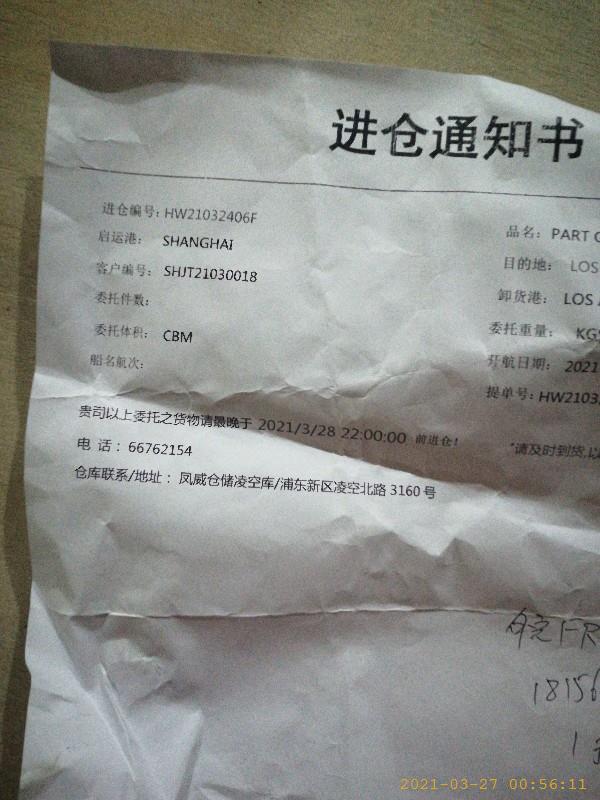 进仓通知书
进仓编号: HW21032406F
品名: PART
启运港: SHANGHAI
目的地: LOS
客户编号: SHJT21030018
卸货港: LOS
委托件数:
委托重量: KGS
委托体积: CBM
开航日期: 2021
船名航次:
提单号: HW2103
贵司以上委托之货物请最晚于 2021/3/28 22:00:00 前进仓!
"请及时到货,以
电 话: 66762154
仓库联系/地址: 凤威仓储凌空库/浦东新区凌空北路 3160 号
18156
1
2021-03-27 00:56:11